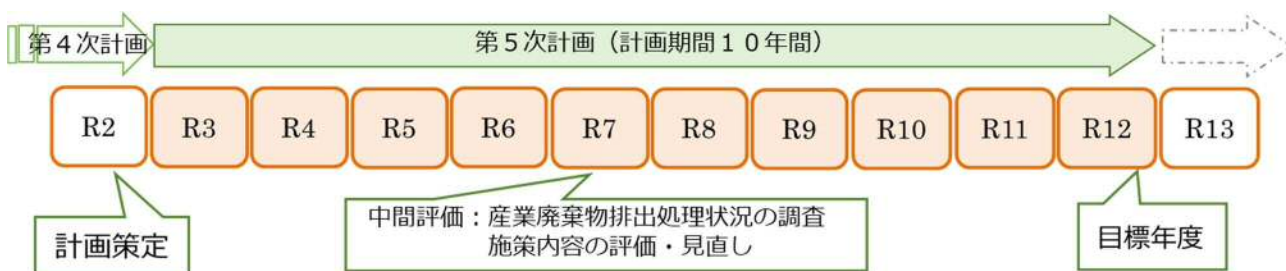 第４次計画
第５次計画（計画期間１０年間）
R2 R3 R4 R5 R6 R7 R8 R9 R10 R11 R12 R13
計画策定
中間評価：産業廃棄物排出処理状況の調査
施策内容の評価・見直し
目標年度